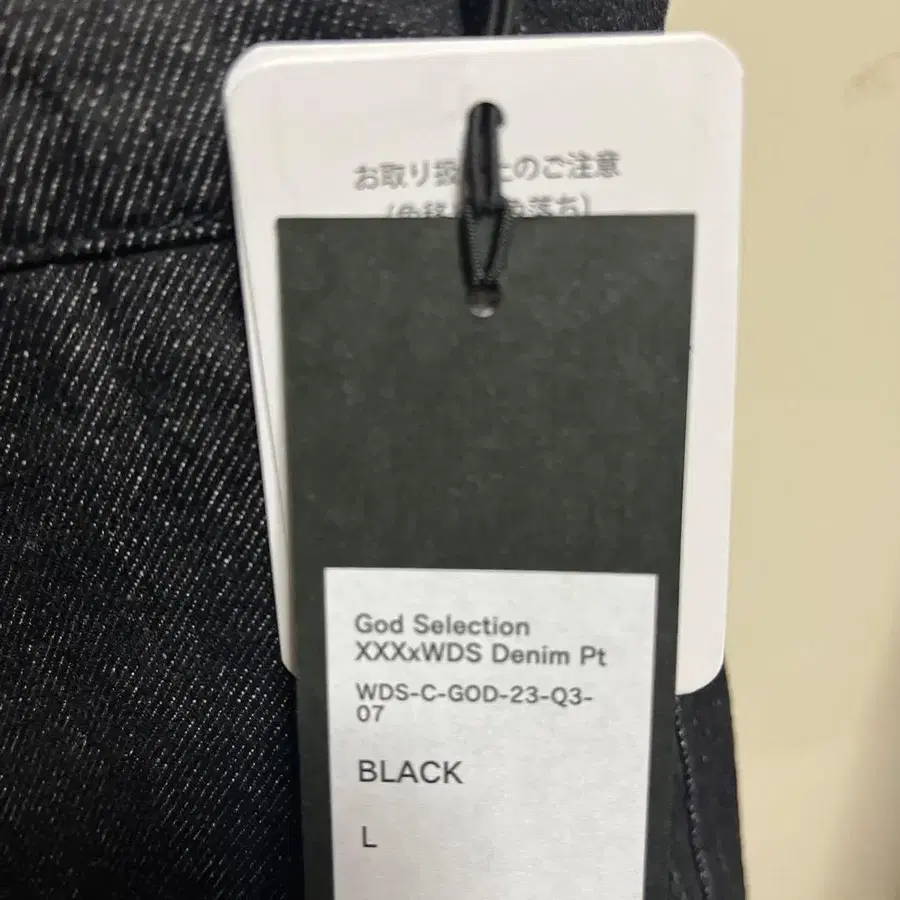 お取り扱い上のご注意
God Selection
XXXxWDS Denim Pt
WDS-C-GOD-23-Q3-
07
BLACK
L